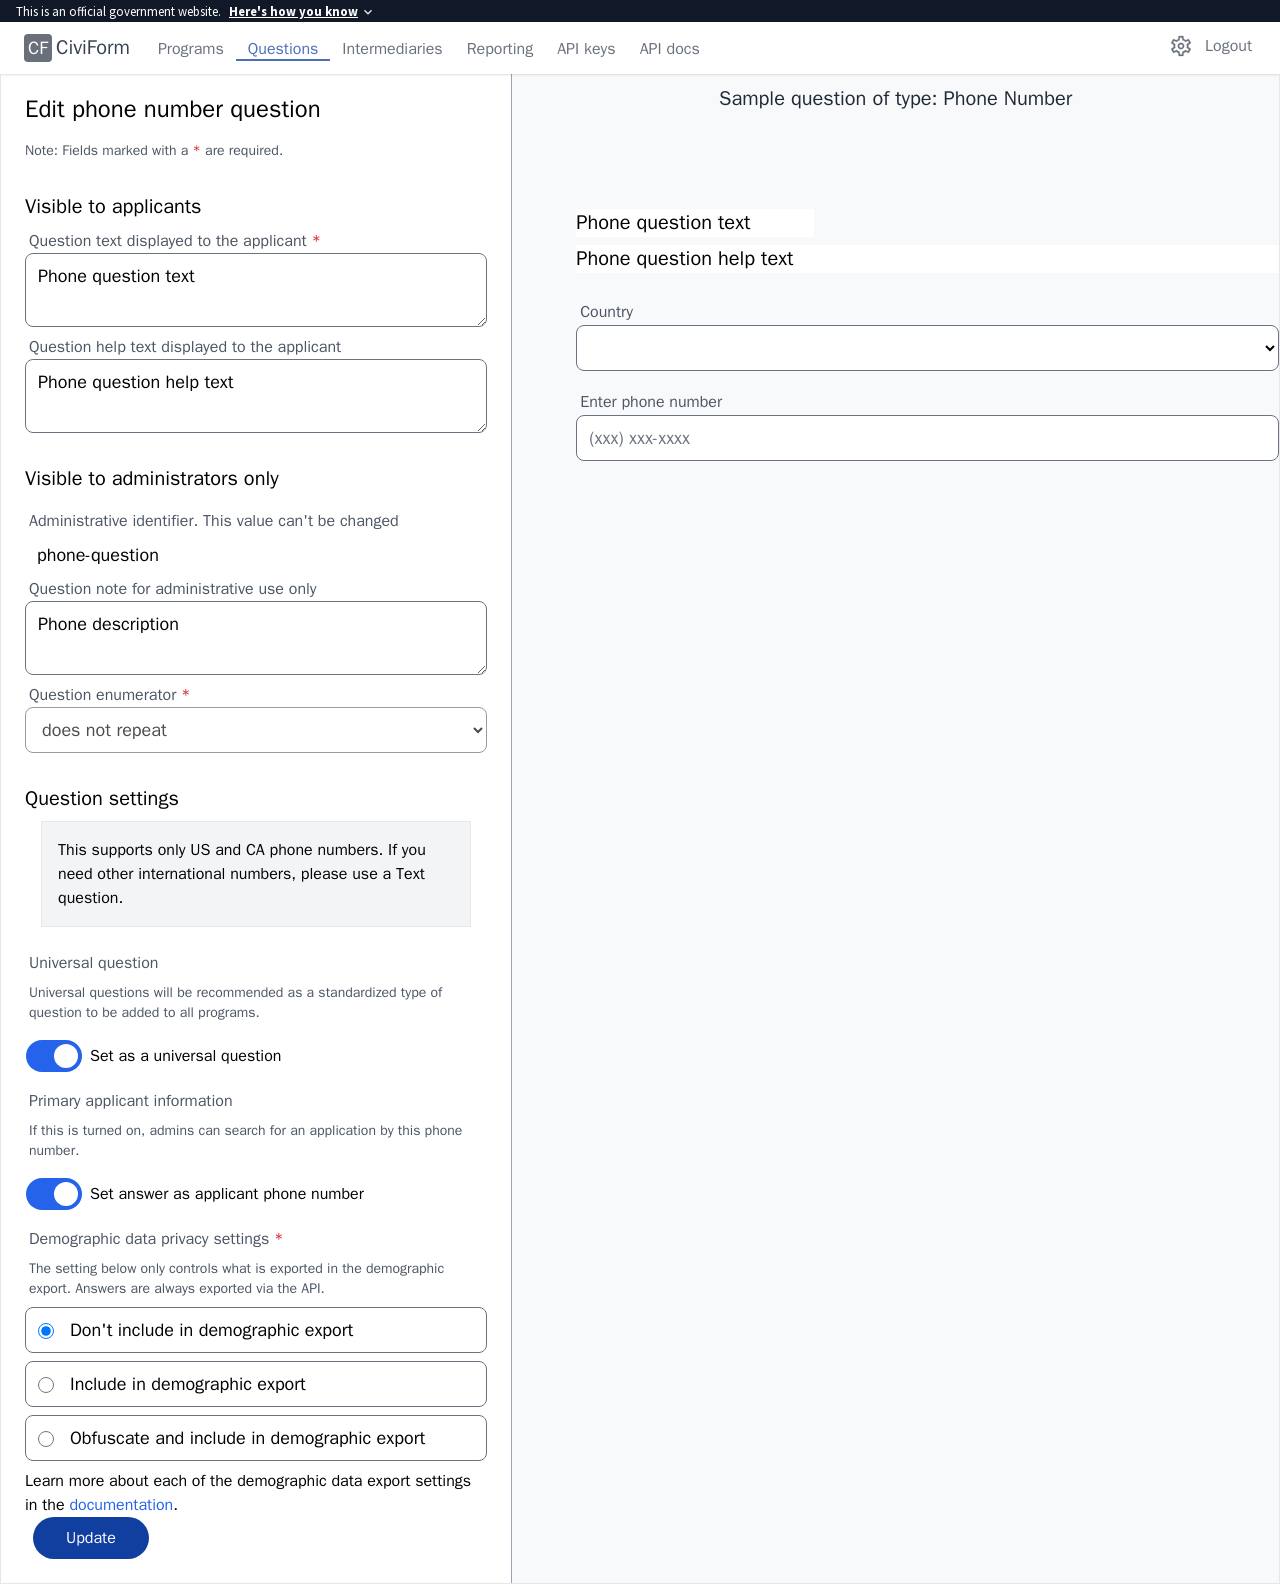 This is an official government website. Here's how you know
CF CiviForm Programs Questions Intermediaries Reporting API keys API docs Logout
Edit phone number question
Note: Fields marked with a * are required.
Visible to applicants
Question text displayed to the applicant *
Phone question text
Question help text displayed to the applicant
Phone question help text
Visible to administrators only
Administrative identifier. This value can't be changed
phone-question
Question note for administrative use only
Phone description
Question enumerator *
does not repeat
Question settings
This supports only US and CA phone numbers. If you
need other international numbers, please use a Text
question.
Universal question
Universal questions will be recommended as a standardized type of
question to be added to all programs.
Set as a universal question
Primary applicant information
If this is turned on, admins can search for an application by this phone
number.
Set answer as applicant phone number
Demographic data privacy settings *
The setting below only controls what is exported in the demographic
export. Answers are always exported via the API.
Don't include in demographic export
Include in demographic export
Obfuscate and include in demographic export
Learn more about each of the demographic data export settings
in the documentation.
Update
Sample question of type: Phone Number
Phone question text
Phone question help text
Country
Enter phone number
(xxx) xxx-xxxx